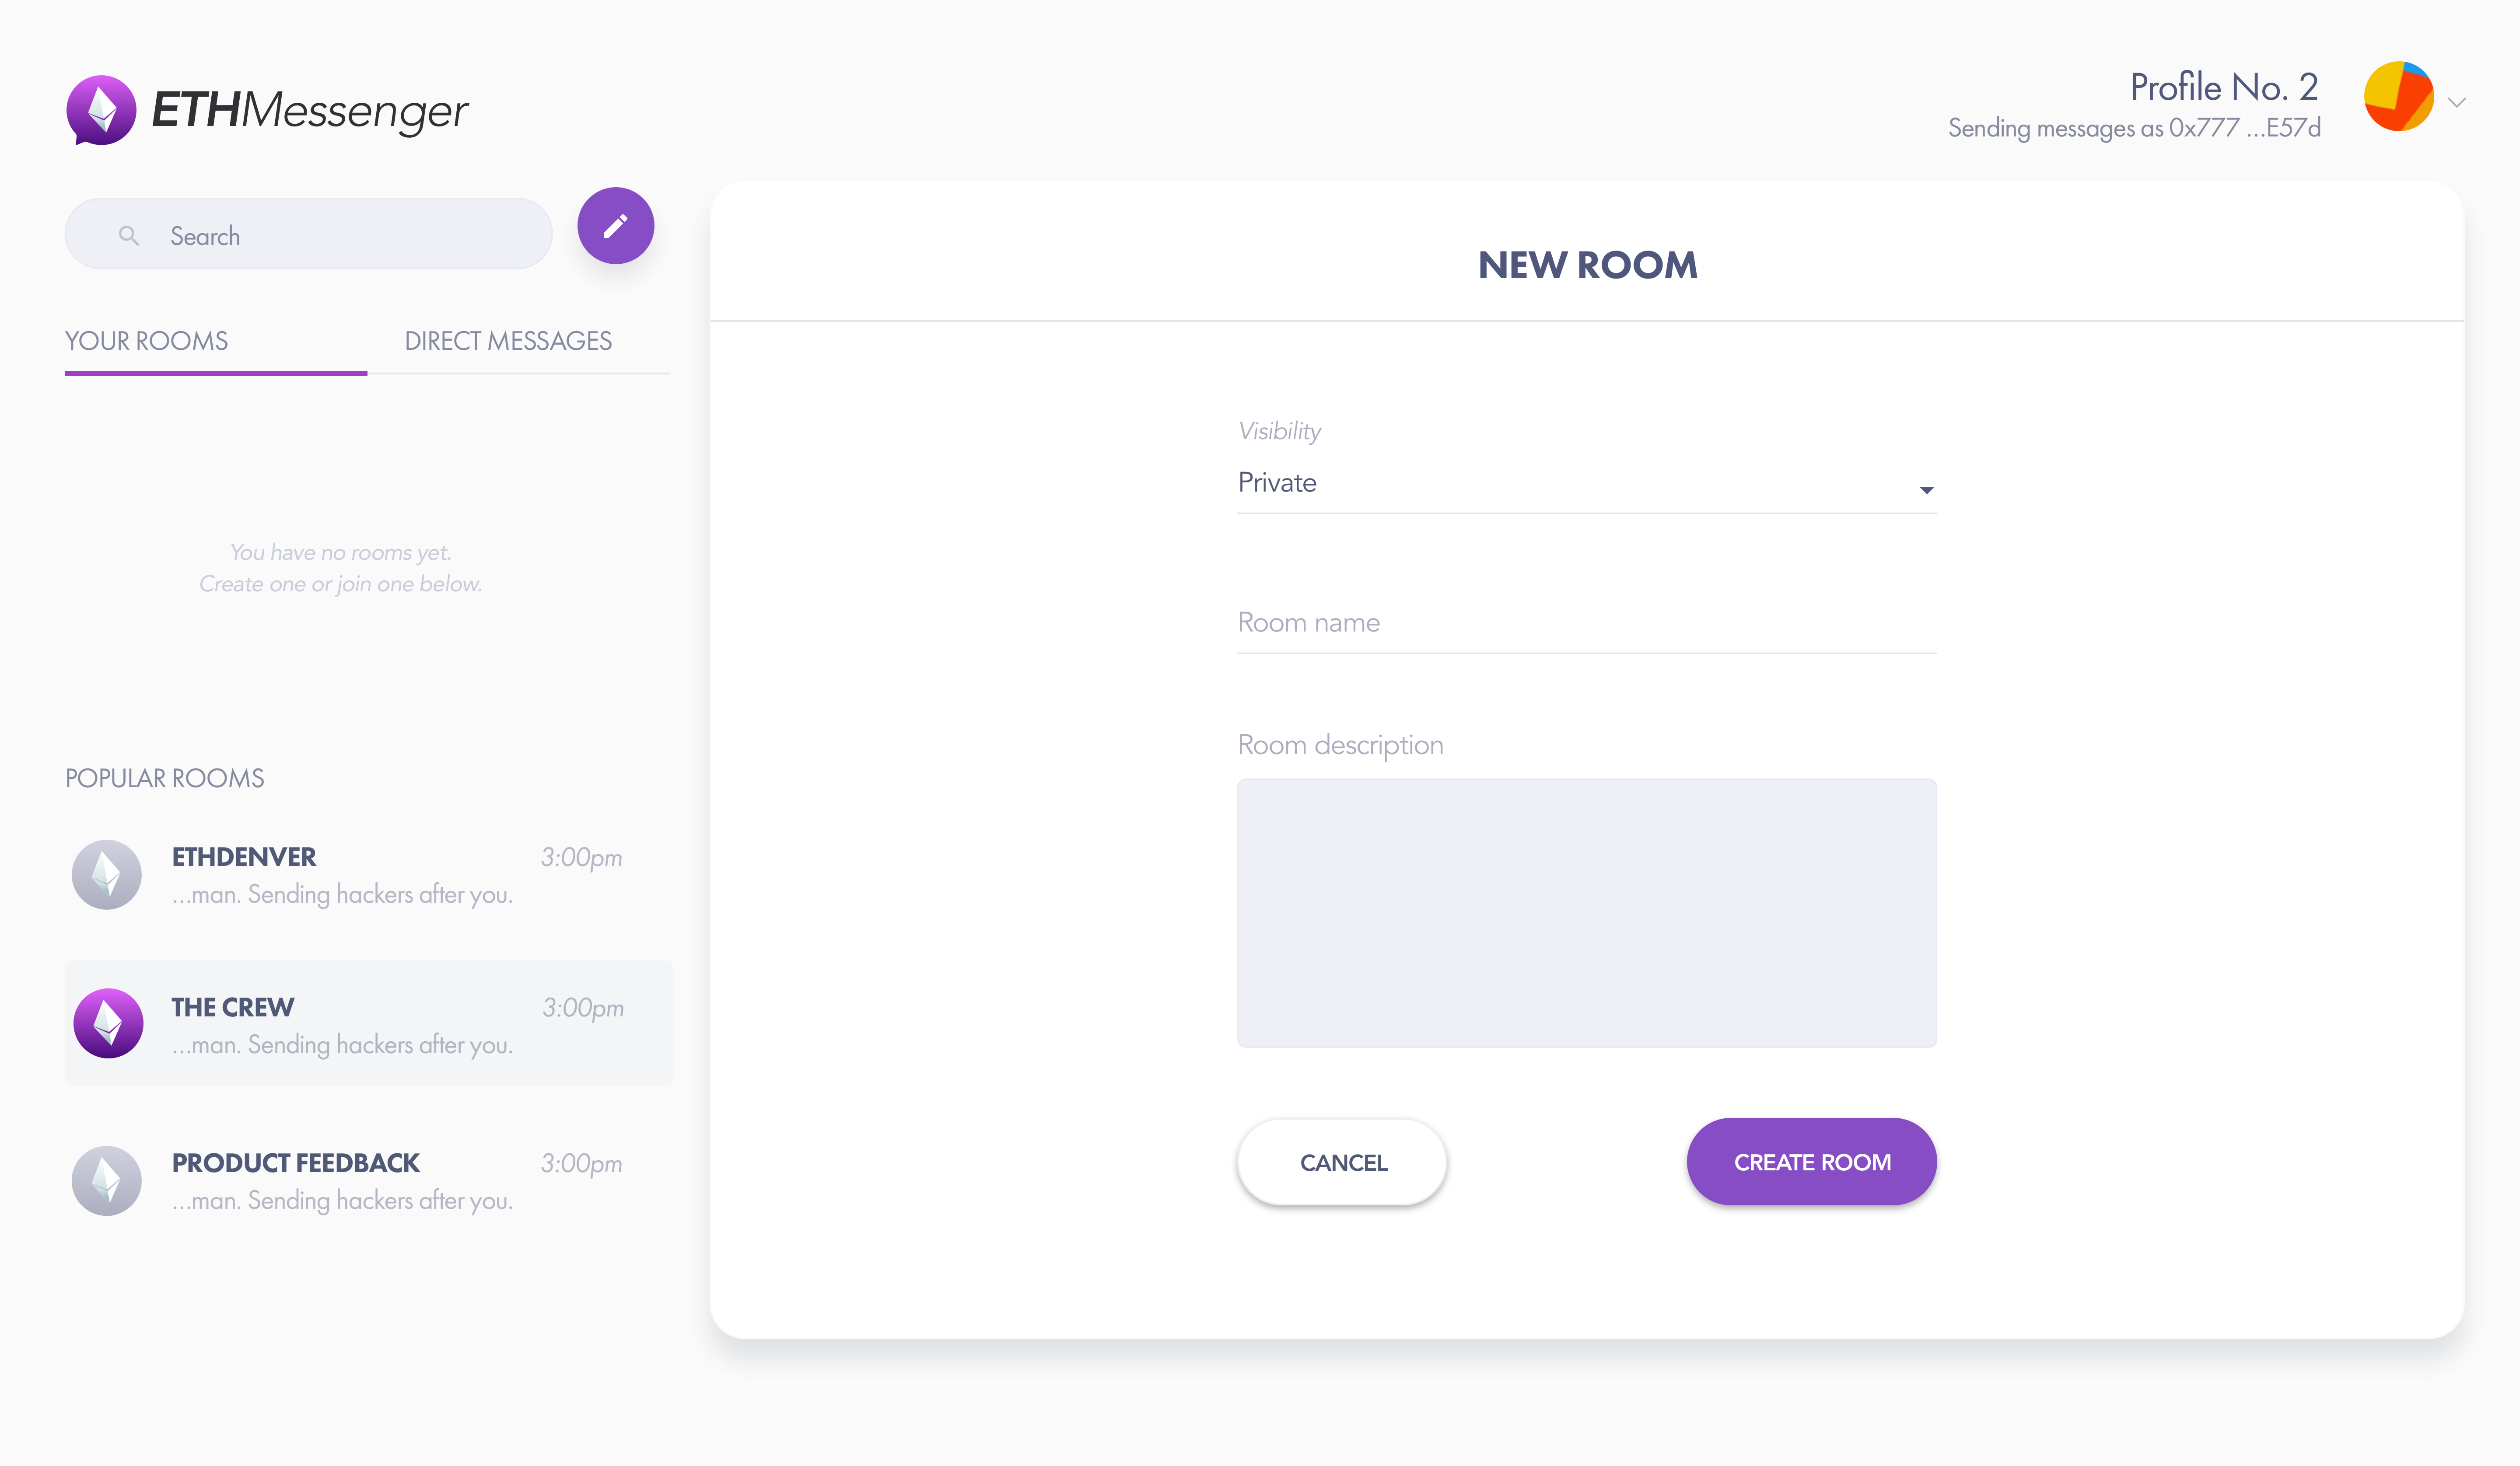 ETHMessenger
Profile No. 2
Sending messages as 0x777 ...E57d
Search
YOUR ROOMS
DIRECT MESSAGES
You have no rooms yet.
Create one or join one below.
POPULAR ROOMS
ETHDENVER
3:00pm
...man. Sending hackers after you.
THE CREW
3:00pm
...man. Sending hackers after you.
PRODUCT FEEDBACK
3:00pm
...man. Sending hackers after you.
NEW ROOM
Visibility
Private
Room name
Room description
CANCEL
CREATE ROOM